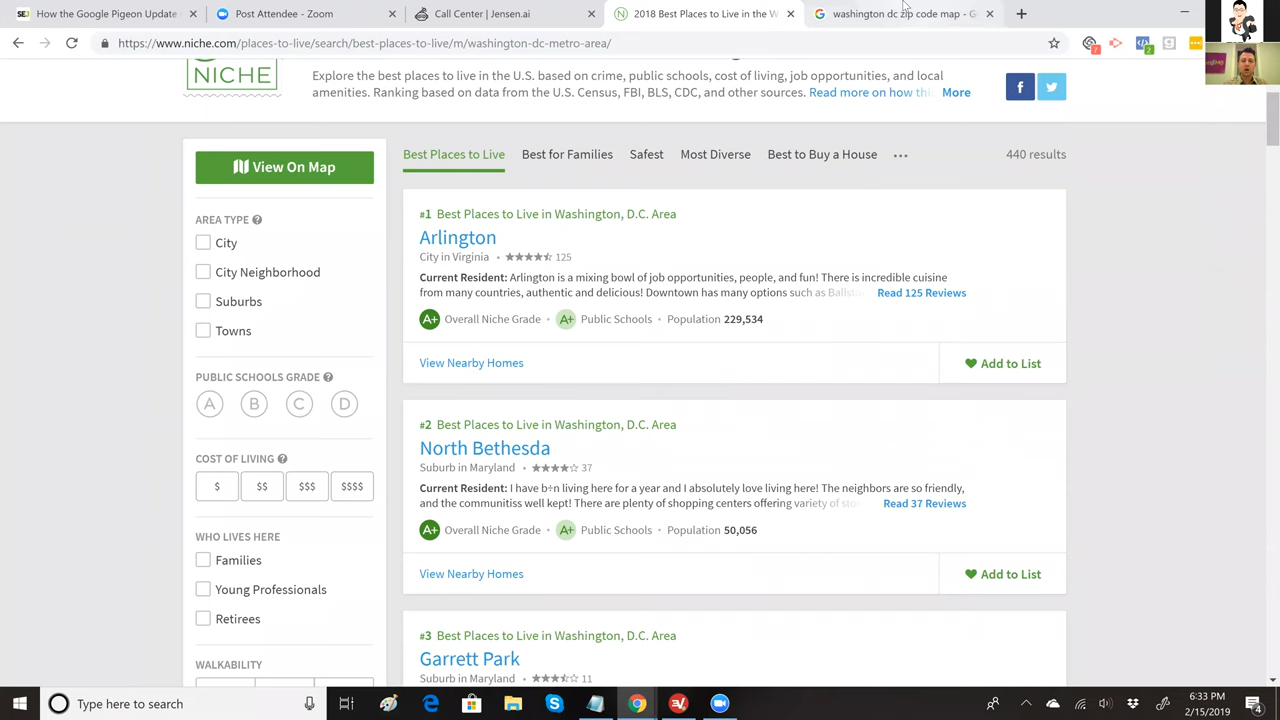 SEJ How the Google Pigeon Update
Post Attendee - Zoom
Call Center | Jensen.ai
2018 Best Places to Live in the W
washington dc zip code map - G
https://www.niche.com/places-to-live/search/best-places-to-live/m/washington-dc-metro-area/
7
2
NICHE
Explore the best places to live in the U.S. based on crime, public schools, cost of living, job opportunities, and local
amenities. Ranking based on data from the U.S. Census, FBI, BLS, CDC, and other sources. Read more on how thi More
View On Map
Best Places to Live Best for Families Safest Most Diverse Best to Buy a House ... 440 results
AREA TYPE ?
City
City Neighborhood
Suburbs
Towns
PUBLIC SCHOOLS GRADE ?
A B C D
COST OF LIVING ?
$ $$ $$$ $$$$
WHO LIVES HERE
Families
Young Professionals
Retirees
WALKABILITY
#1 Best Places to Live in Washington, D.C. Area
Arlington
City in Virginia • ★★★★★ 125
Current Resident: Arlington is a mixing bowl of job opportunities, people, and fun! There is incredible cuisine
from many countries, authentic and delicious! Downtown has many options such as Ballst Read 125 Reviews
A+ Overall Niche Grade • A+ Public Schools • Population 229,534
View Nearby Homes Add to List
#2 Best Places to Live in Washington, D.C. Area
North Bethesda
Suburb in Maryland • ★★★★☆ 37
Current Resident: I have b÷n living here for a year and I absolutely love living here! The neighbors are so friendly,
and the communitiss well kept! There are plenty of shopping centers offering variety of sto Read 37 Reviews
A+ Overall Niche Grade • A+ Public Schools • Population 50,056
View Nearby Homes Add to List
#3 Best Places to Live in Washington, D.C. Area
Garrett Park
Suburb in Maryland • ★★★★☆ 11
Type here to search
6:33 PM
2/15/2019
4